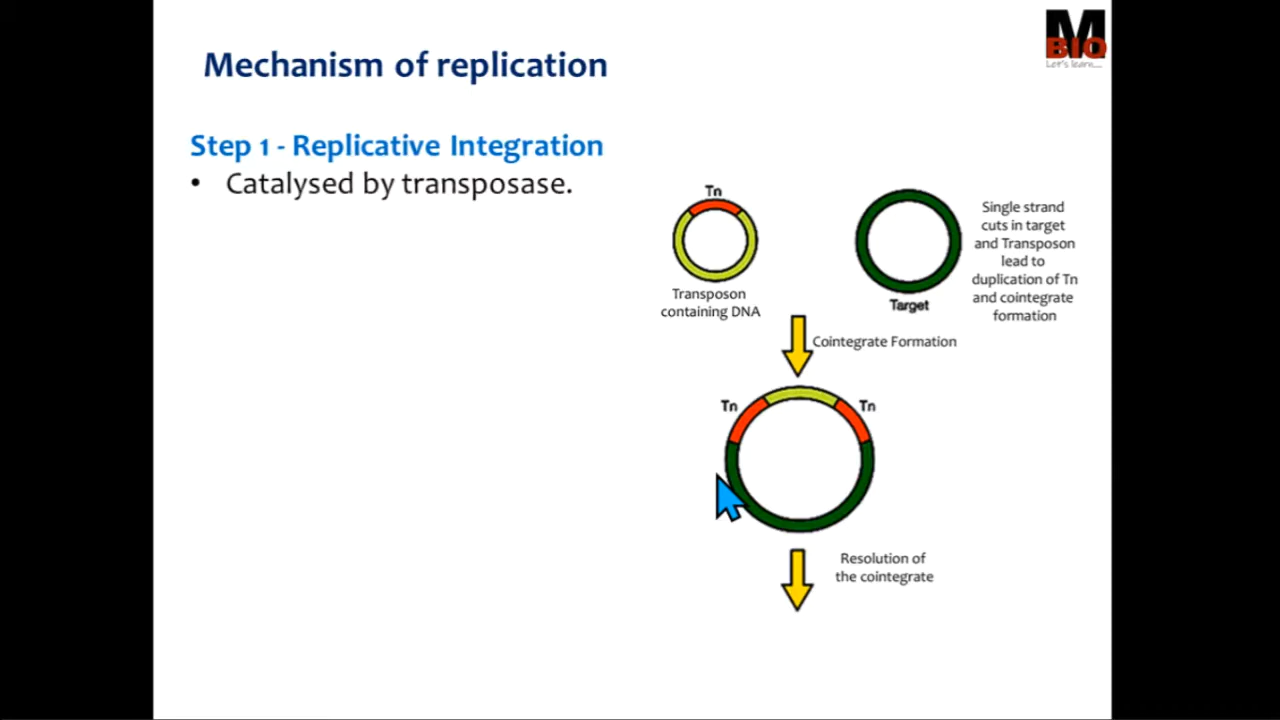 M
BIO
Let's learn....
Mechanism of replication
Step 1 - Replicative Integration
• Catalysed by transposase.
Tn
Transposon
containing DNA
Target
Single strand
cuts in target
and Transposon
lead to
duplication of Tn
and cointegrate
formation
Cointegrate Formation
Tn
Tn
Resolution of
the cointegrate